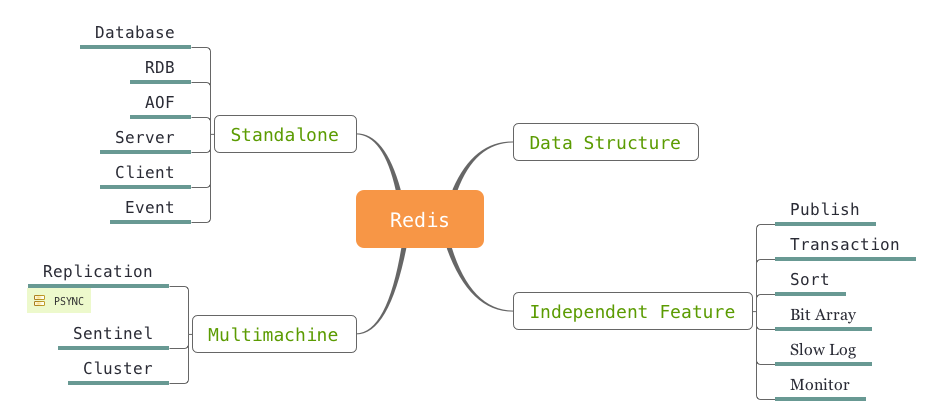 Database
RDB
AOF
Server
Client
Event
Standalone
Replication
PSYNC
Sentinel
Cluster
Multimachine
Redis
Data Structure
Independent Feature
Publish
Transaction
Sort
Bit Array
Slow Log
Monitor